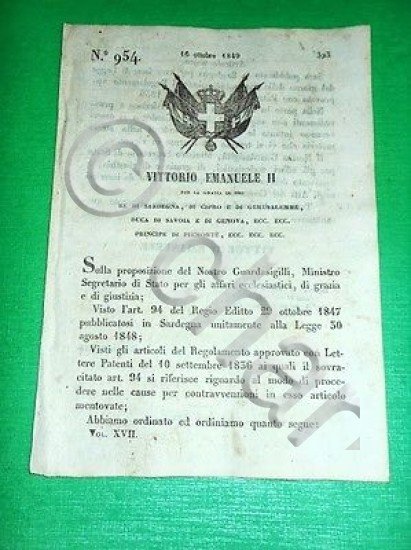 N.° 954.
16 ottobre 1849
393
VITTORIO EMANUELE II
PER LA GRAZIA DI DIO
RE DI SARDEGNA, DI CIPRO E DI GERUSALEMME,
DUCA DI SAVOIA E DI GENOVA, ECC. ECC.
PRINCIPE DI PIEMONTE, ECC. ECC. ECC.
Sulla proposizione del Nostro Guardasigilli, Ministro
Segretario di Stato per gli affari ecclesiastici, di grazia
e di giustizia;
Visto l'art. 94 del Regio Editto 29 ottobre 1847
pubblicatosi in Sardegna unitamente alla Legge 30
agosto 1848;
Visti gli articoli del Regolamento approvato con Let-
tere Patenti del 10 settembre 1836 ai quali il sovra-
citato art. 94 si riferisce riguardo al modo di proce-
dere nelle cause per contravvenzioni in esso articolo
mentovate;
Abbiamo ordinato ed ordiniamo quanto segue:
Vol. XVII.